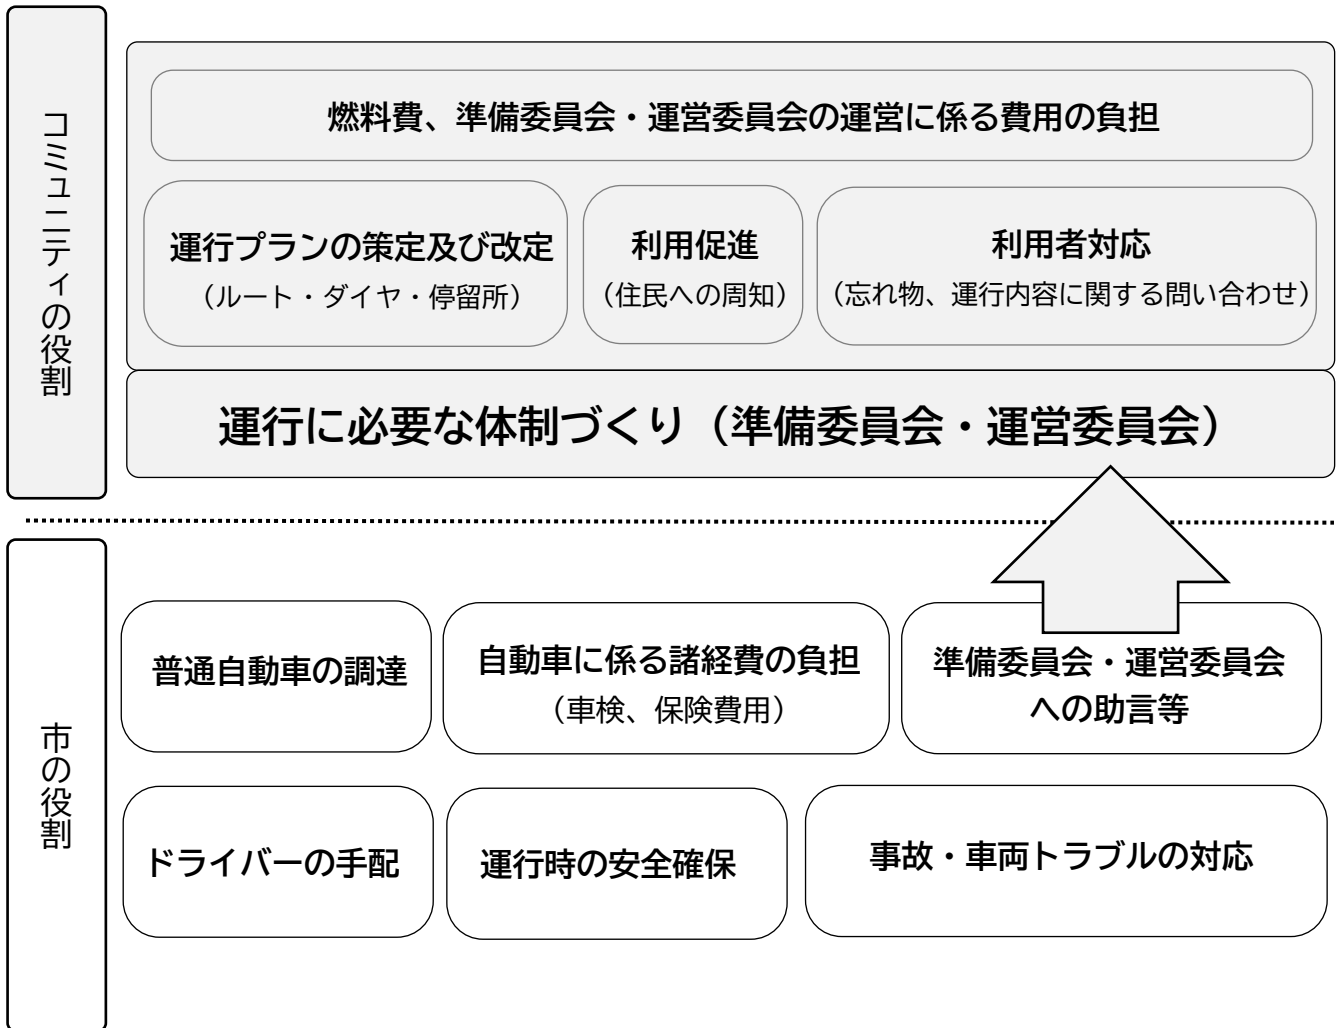 コミュニティの役割
燃料費、準備委員会・運営委員会の運営に係る費用の負担
運行プランの策定及び改定
（ルート・ダイヤ・停留所）
利用促進
（住民への周知）
利用者対応
（忘れ物、運行内容に関する問い合わせ）
運行に必要な体制づくり（準備委員会・運営委員会）
市の役割
普通自動車の調達
自動車に係る諸経費の負担
（車検、保険費用）
準備委員会・運営委員会
への助言等
ドライバーの手配
運行時の安全確保
事故・車両トラブルの対応